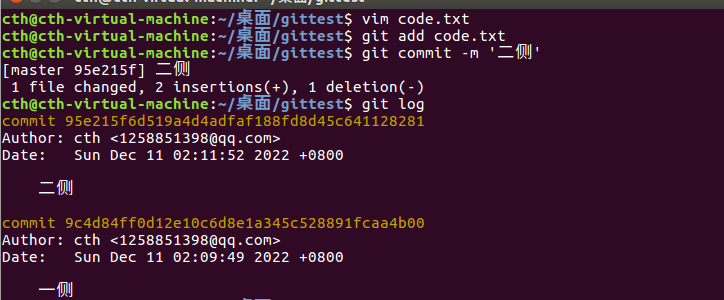 cth@cth-virtual-machine:~/桌面/gittest$ vim code.txt
cth@cth-virtual-machine:~/桌面/gittest$ git add code.txt
cth@cth-virtual-machine:~/桌面/gittest$ git commit -m '二侧'
[master 95e215f] 二侧
 1 file changed, 2 insertions(+), 1 deletion(-)
cth@cth-virtual-machine:~/桌面/gittest$ git log
commit 95e215f6d519a4d4adfaf188fd8d45c641128281
Author: cth <1258851398@qq.com>
Date:   Sun Dec 11 02:11:52 2022 +0800
    二侧
commit 9c4d84ff0d12e10c6d8e1a345c528891fcaa4b00
Author: cth <1258851398@qq.com>
Date:   Sun Dec 11 02:09:49 2022 +0800
    一侧